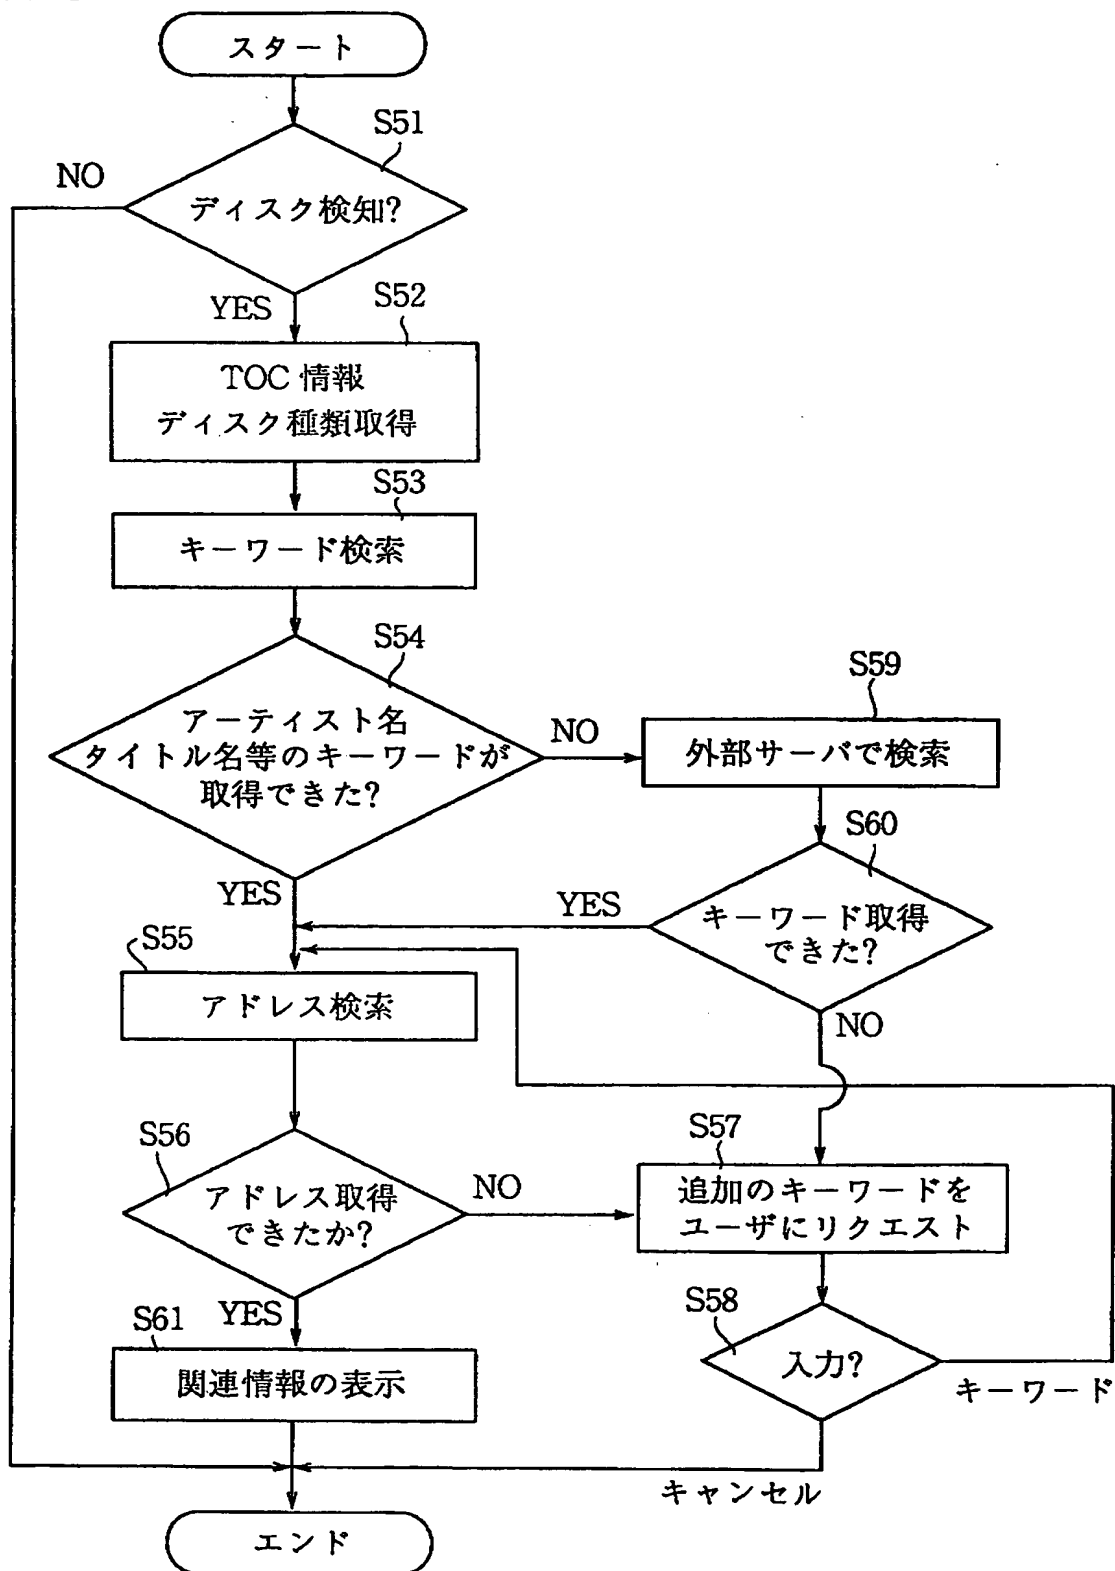 スタート
S51
NO
ディスク検知?
YES
S52
TOC 情報
ディスク種類取得
S53
キーワード検索
S54
アーティスト名
タイトル名等のキーワードが
取得できた?
NO
S59
外部サーバで検索
S60
YES
YES
キーワード取得
できた?
S55
アドレス検索
NO
S56
アドレス取得
できたか?
NO
S57
追加のキーワードを
ユーザにリクエスト
YES
S58
S61
関連情報の表示
入力?
キーワード
キャンセル
エンド